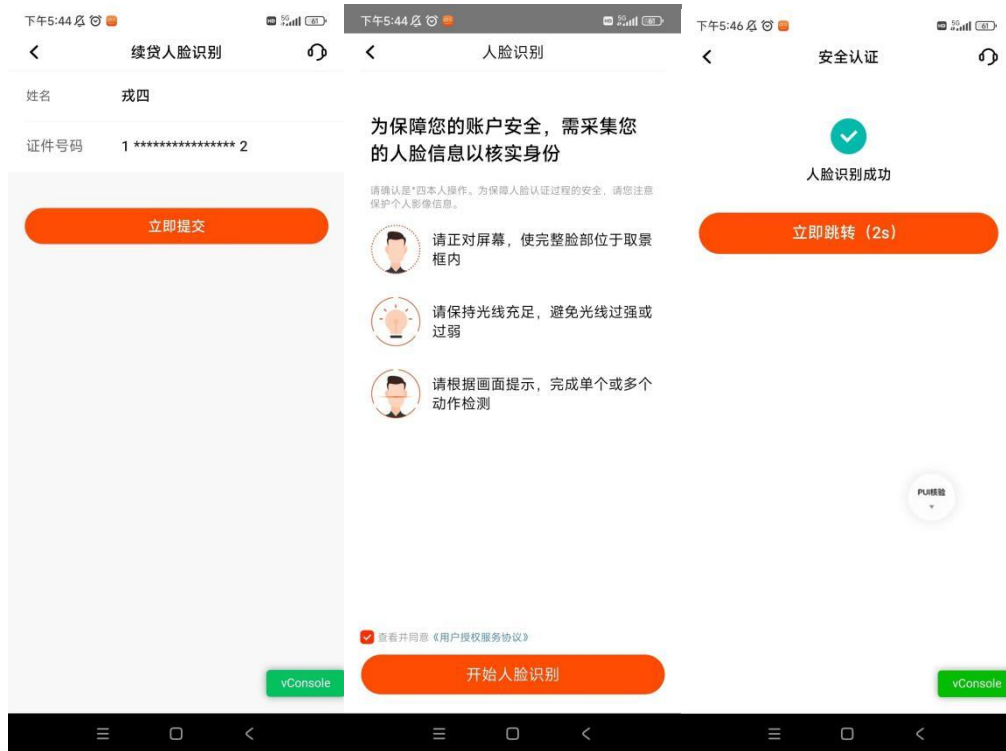 下午5:44
5G
61
续贷人脸识别
姓名 戎四
证件号码 1 **************** 2
立即提交
vConsole
下午5:44
5G
61
人脸识别
为保障您的账户安全，需采集您
的人脸信息以核实身份
请确认是*四本人操作。为保障人脸认证过程的安全，请您注意
保护个人影像信息。
请正对屏幕，使完整脸部位于取景
框内
请保持光线充足，避免光线过强或
过弱
请根据画面提示，完成单个或多个
动作检测
查看并同意《用户授权服务协议》
开始人脸识别
下午5:46
5G
61
安全认证
人脸识别成功
立即跳转（2s）
PUI核验
vConsole